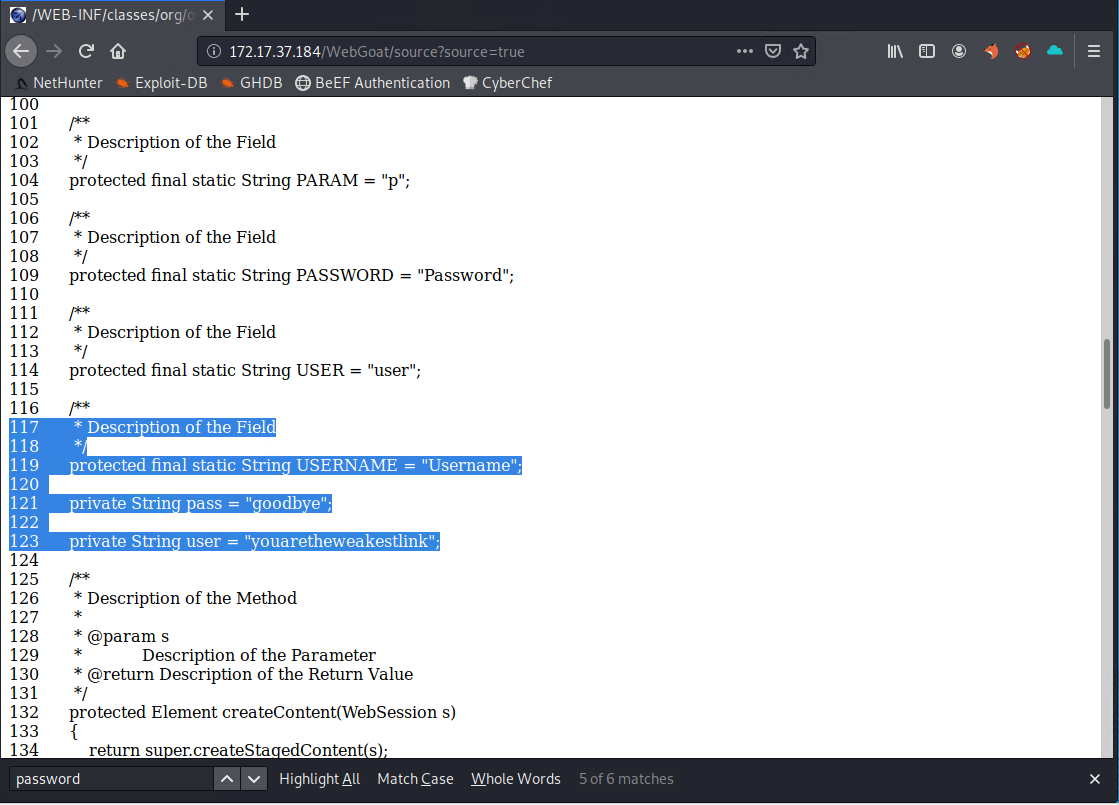 /WEB-INF/classes/org/o
172.17.37.184/WebGoat/source?source=true
NetHunter Exploit-DB GHDB BeEF Authentication CyberChef
100
101 /**
102 * Description of the Field
103 */
104 protected final static String PARAM = "p";
105
106 /**
107 * Description of the Field
108 */
109 protected final static String PASSWORD = "Password";
110
111 /**
112 * Description of the Field
113 */
114 protected final static String USER = "user";
115
116 /**
117 * Description of the Field
118 */
119 protected final static String USERNAME = "Username";
120
121 private String pass = "goodbye";
122
123 private String user = "youaretheweakestlink";
124
125 /**
126 * Description of the Method
127 *
128 * @param s
129 * Description of the Parameter
130 * @return Description of the Return Value
131 */
132 protected Element createContent(WebSession s)
133 {
134 return super.createStagedContent(s);
password Highlight All Match Case Whole Words 5 of 6 matches